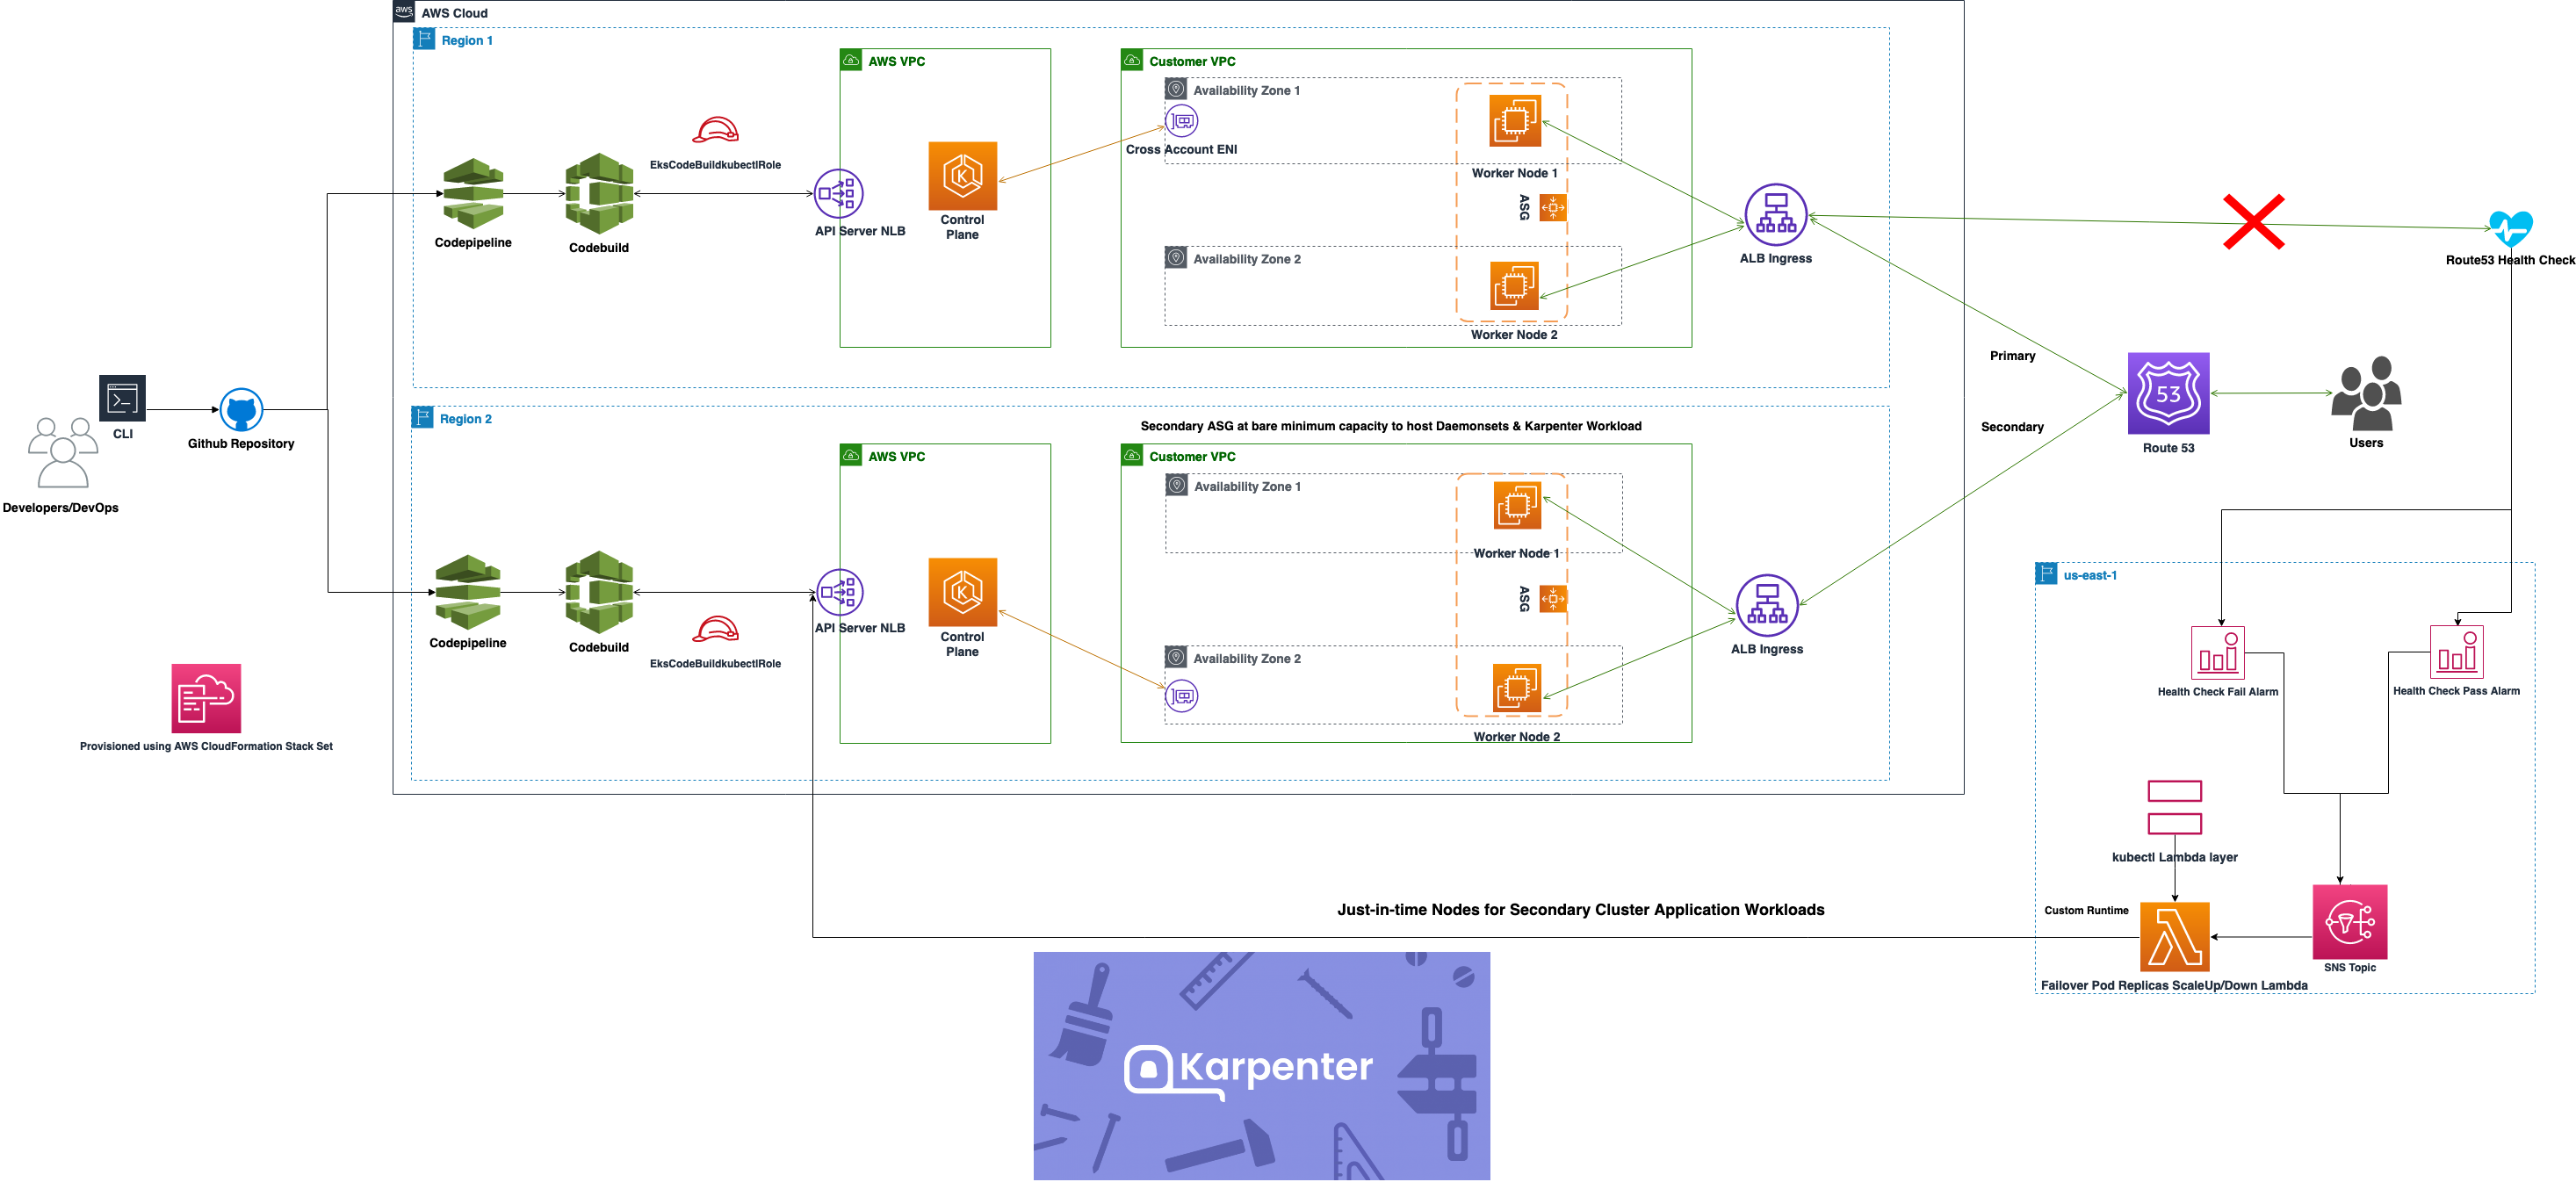 aws
AWS Cloud
Region 1
AWS VPC
Customer VPC
Availability Zone 1
EksCodeBuildkubectlRole
Cross Account ENI
Worker Node 1
ASG
Codepipeline
Codebuild
API Server NLB
Control
Plane
Availability Zone 2
Worker Node 2
ALB Ingress
Route53 Health Check
Primary
Secondary
53
Route 53
Users
CLI
Github Repository
Developers/DevOps
Provisioned using AWS CloudFormation Stack Set
Region 2
Secondary ASG at bare minimum capacity to host Daemonsets & Karpenter Workload
AWS VPC
Customer VPC
Availability Zone 1
Worker Node 1
ASG
Codepipeline
Codebuild
EksCodeBuildkubectlRole
API Server NLB
Control
Plane
Availability Zone 2
Worker Node 2
ALB Ingress
us-east-1
Health Check Fail Alarm
Health Check Pass Alarm
kubectl Lambda layer
Custom Runtime
SNS Topic
Failover Pod Replicas ScaleUp/Down Lambda
Just-in-time Nodes for Secondary Cluster Application Workloads
Karpenter